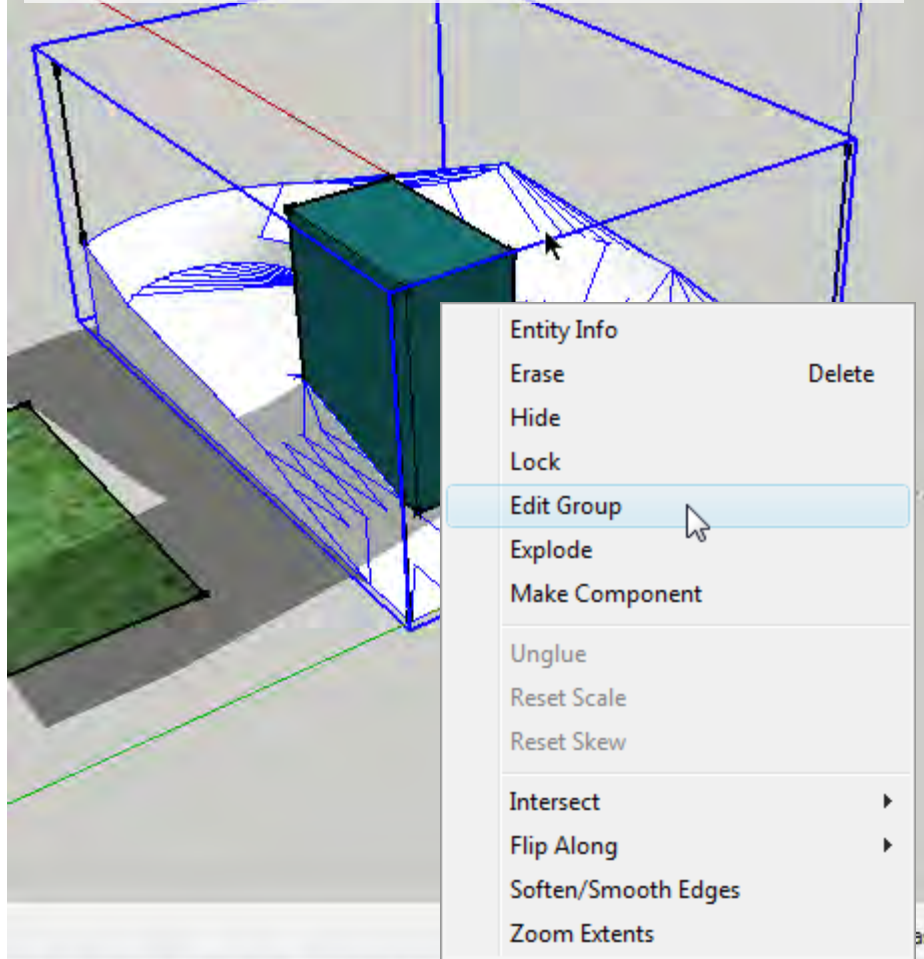 Entity Info
Erase Delete
Hide
Lock
Edit Group
Explode
Make Component
Unglue
Reset Scale
Reset Skew
Intersect
Flip Along
Soften/Smooth Edges
Zoom Extents